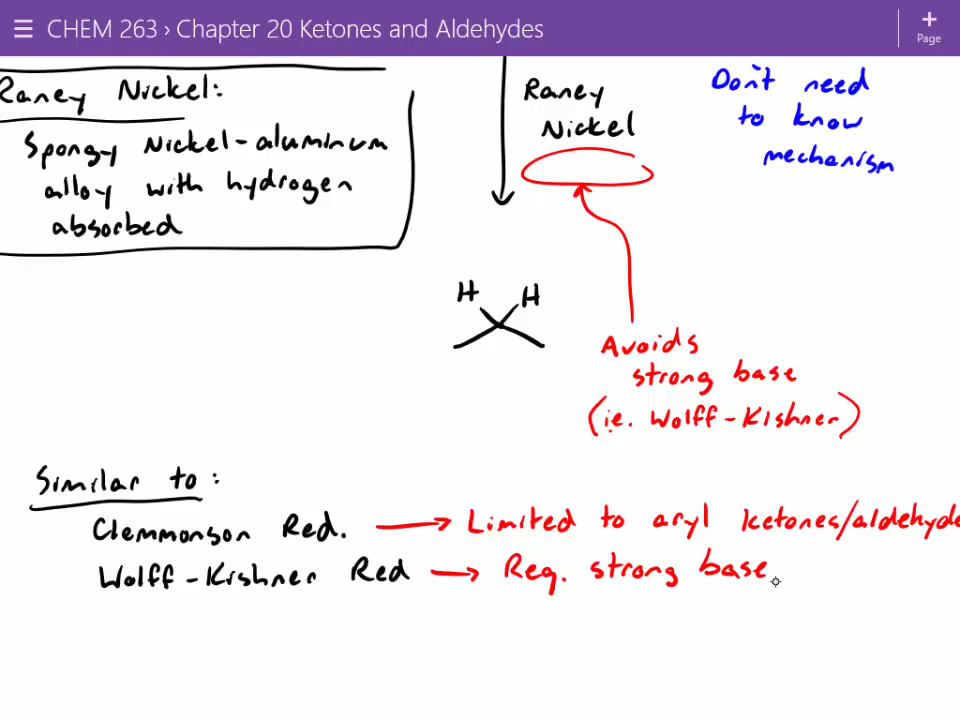 CHEM 263 › Chapter 20 Ketones and Aldehydes
+
Page
Raney Nickel:
Spongy Nickel-aluminum
alloy with hydrogen
absorbed
Raney
Nickel
Don't need
to know
mechanism
H H
Avoids
strong base
(ie. Wolff-Kishner)
Similar to:
Clemmonson Red. → Limited to aryl ketones/aldehyde
Wolff-Kishner Red → Req. strong base